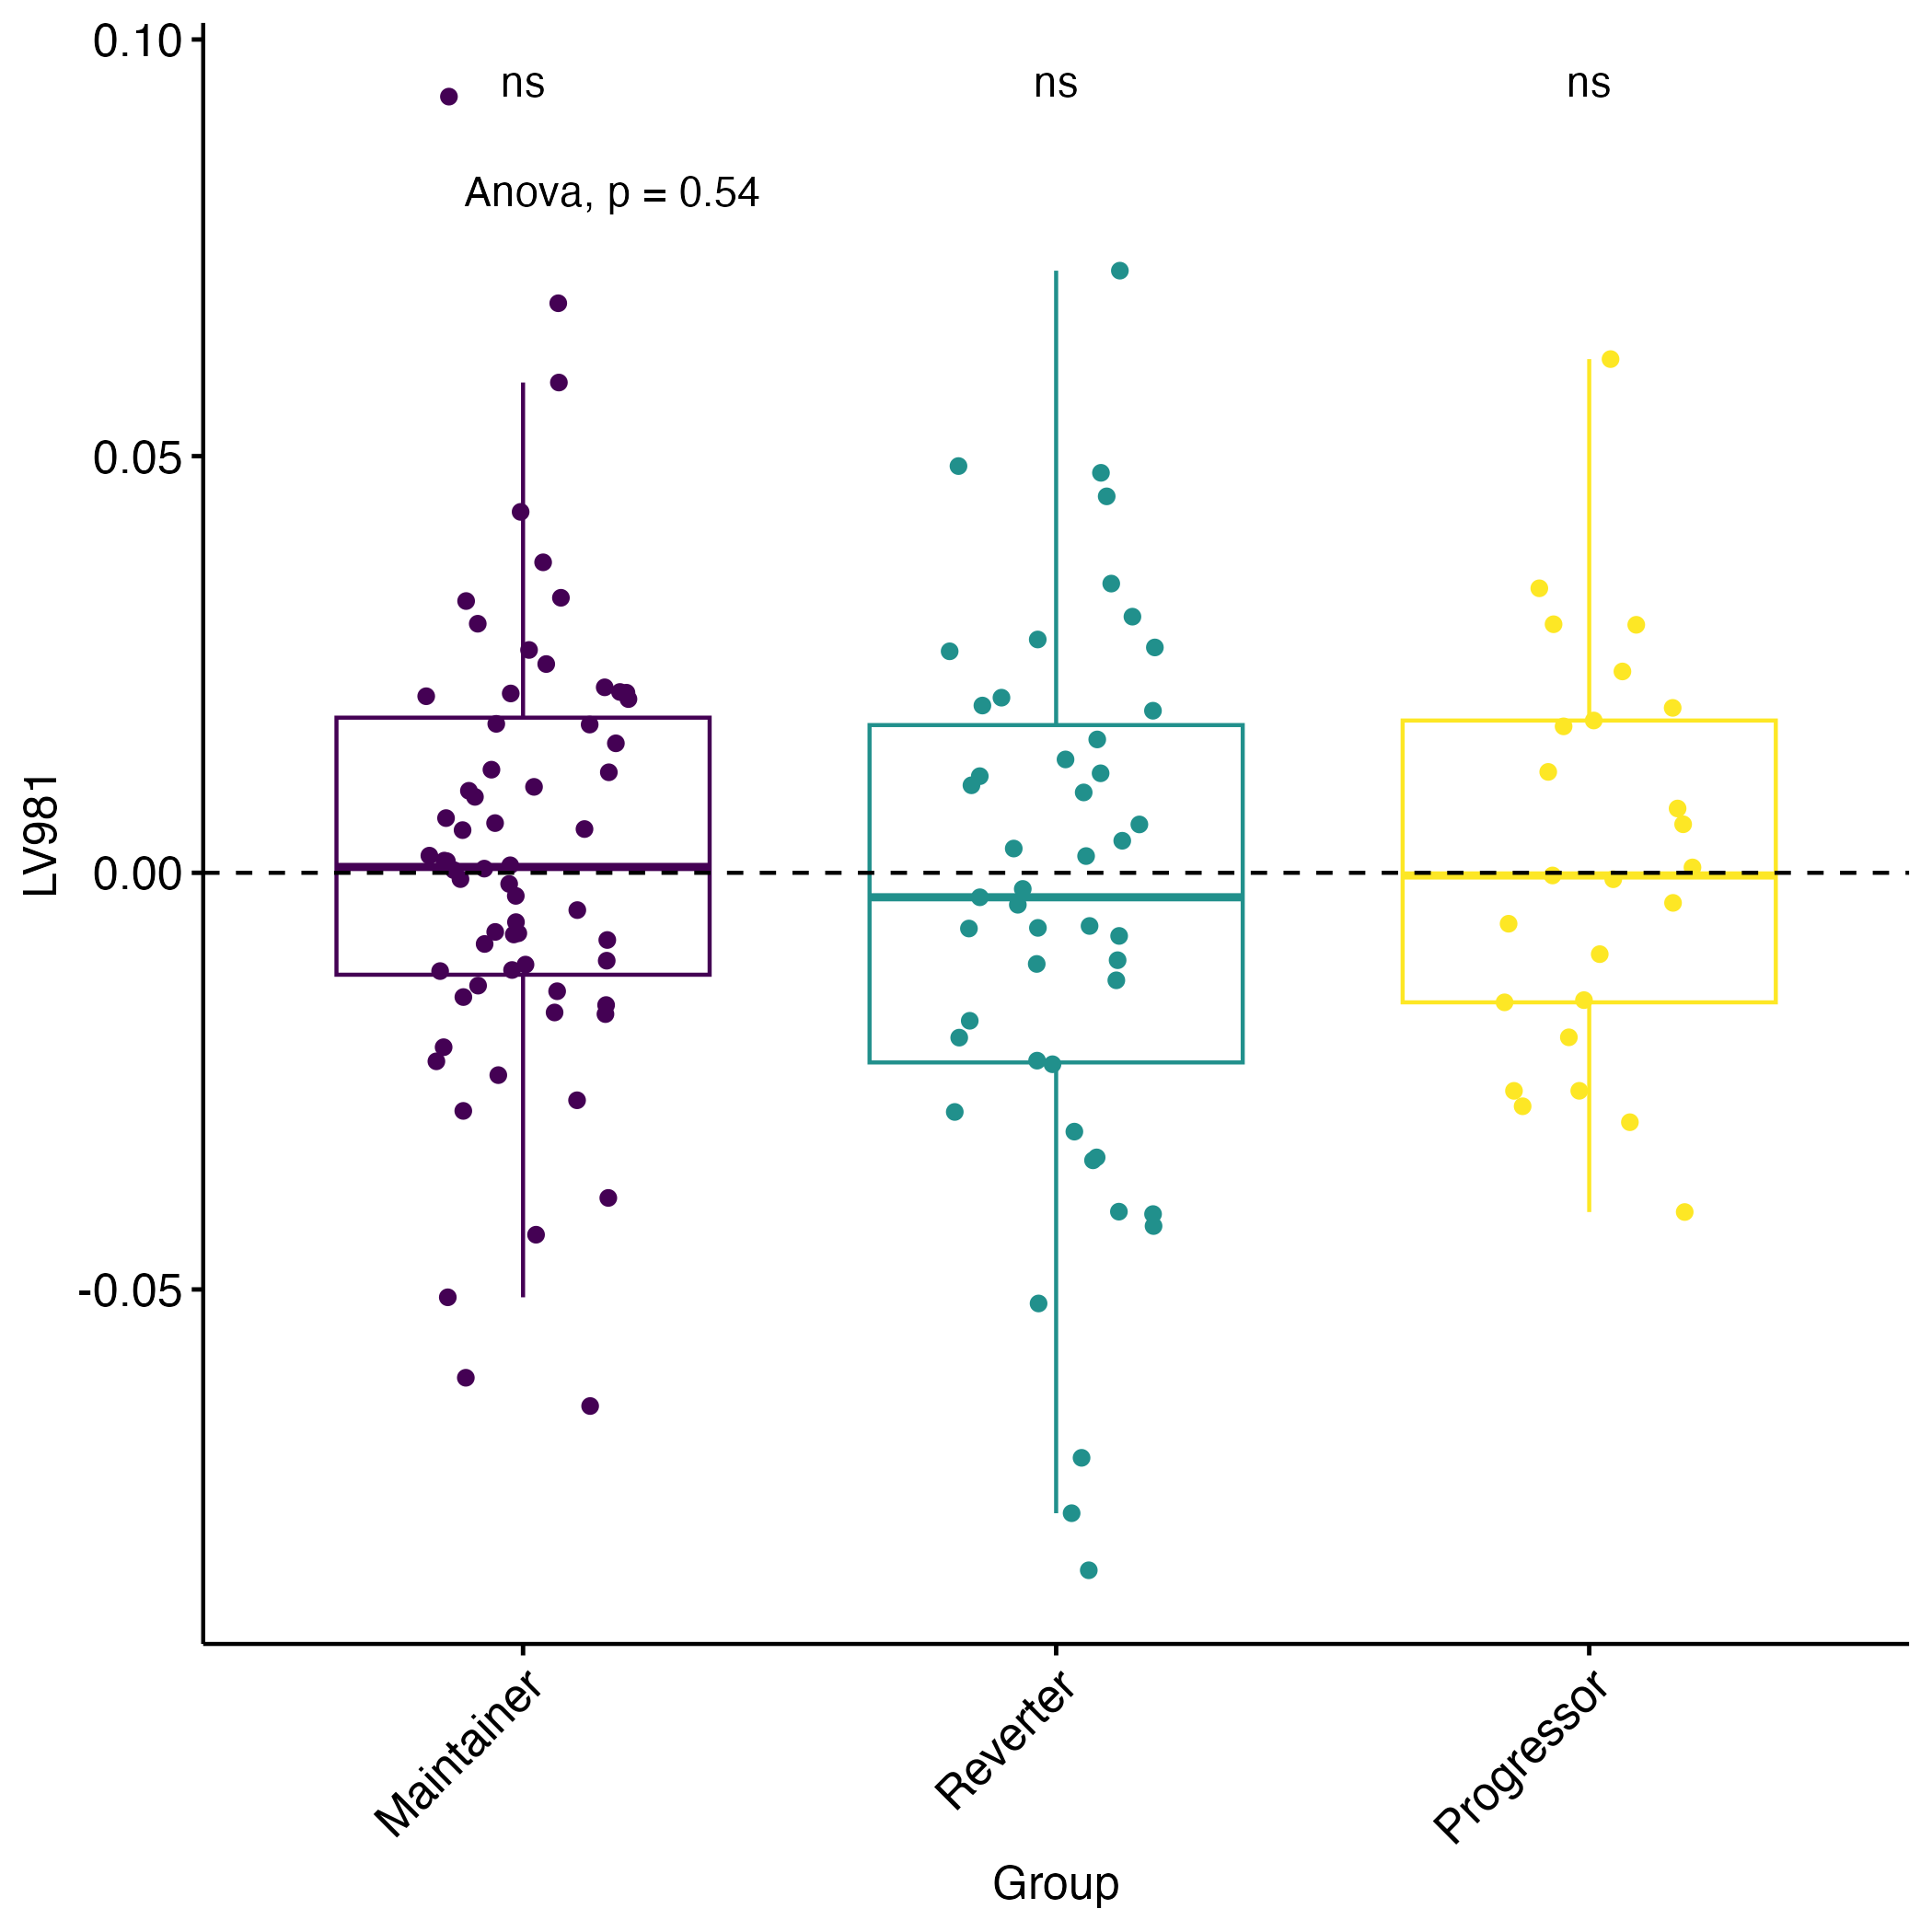 0.10
ns ns ns
Anova, p = 0.54
0.05
LV981
0.00
-0.05
Maintainer
Reverter
Progressor
Group